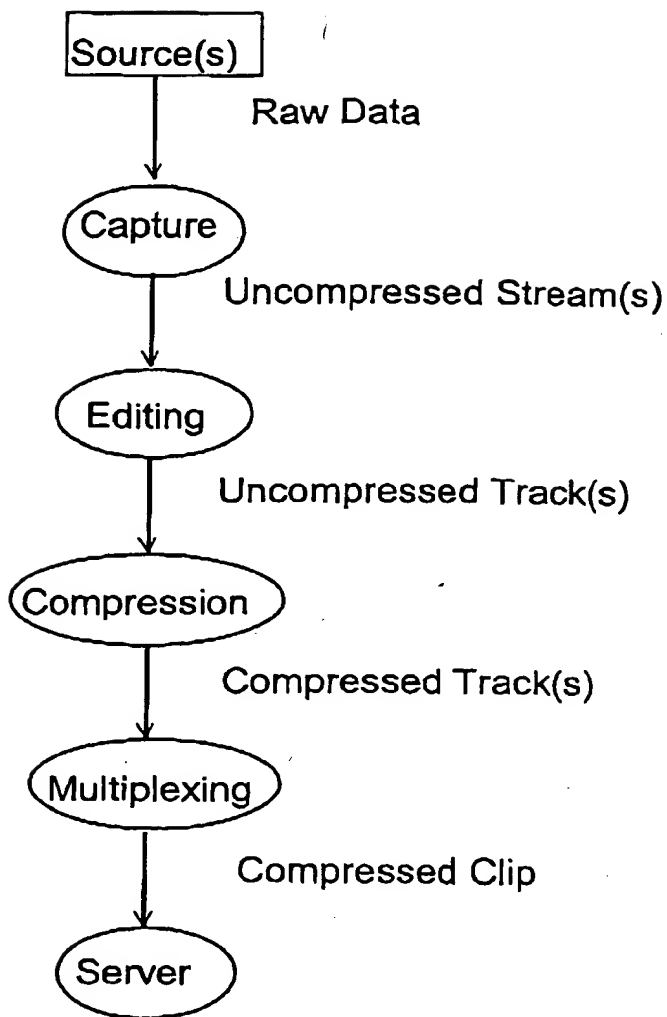 Source(s)
Raw Data
Capture
Uncompressed Stream(s)
Editing
Uncompressed Track(s)
Compression
Compressed Track(s)
Multiplexing
Compressed Clip
Server